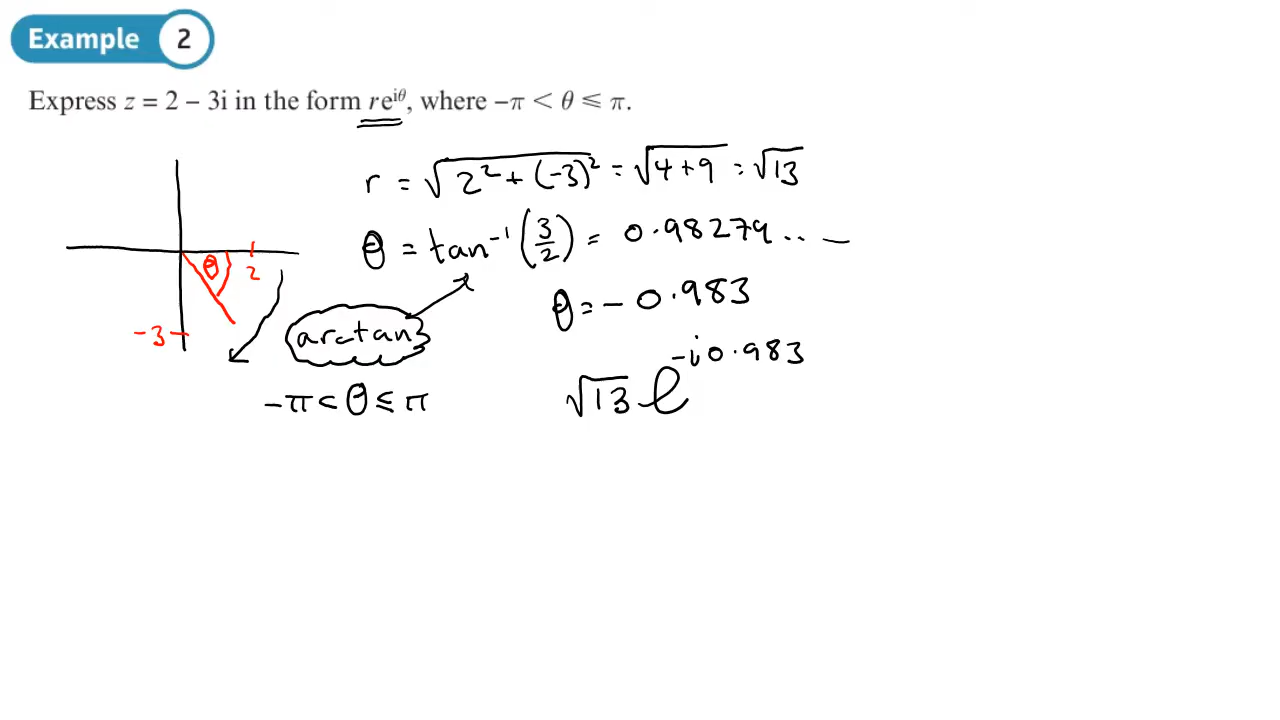 Example 2
Express z = 2 – 3i in the form re^{iθ}, where –π < θ ⩽ π.
r = √(2² + (-3)²) = √(4+9) = √13
θ = tan⁻¹(3/2) = 0.98279.. –
θ
2
-3
arctan
θ = - 0.983
-π < θ ≤ π
√13 e^{-i0.983}